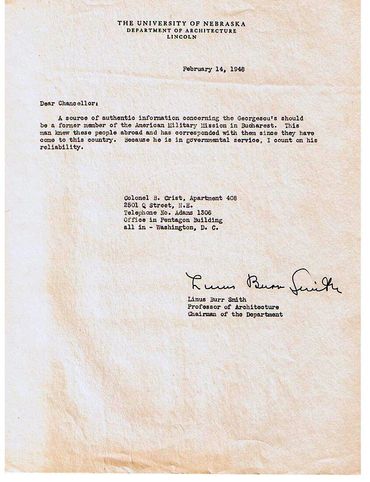 THE UNIVERSITY OF NEBRASKA
DEPARTMENT OF ARCHITECTURE
LINCOLN
February 14, 1948
Dear Chancellor:
A source of authentic information concerning the Georgescu's should
be a former member of the American Military Mission in Bucharest. This
man knew these people abroad and has corresponded with them since they have
come to this country. Because he is in governmental service, I count on his
reliability.
Colonel B. Crist, Apartment 408
2501 Q Street, N.E.
Telephone No. Adams 1306
Office in Pentagon Building
all in - Washington, D. C.
Linus Burr Smith
Linus Burr Smith
Professor of Architecture
Chairman of the Department